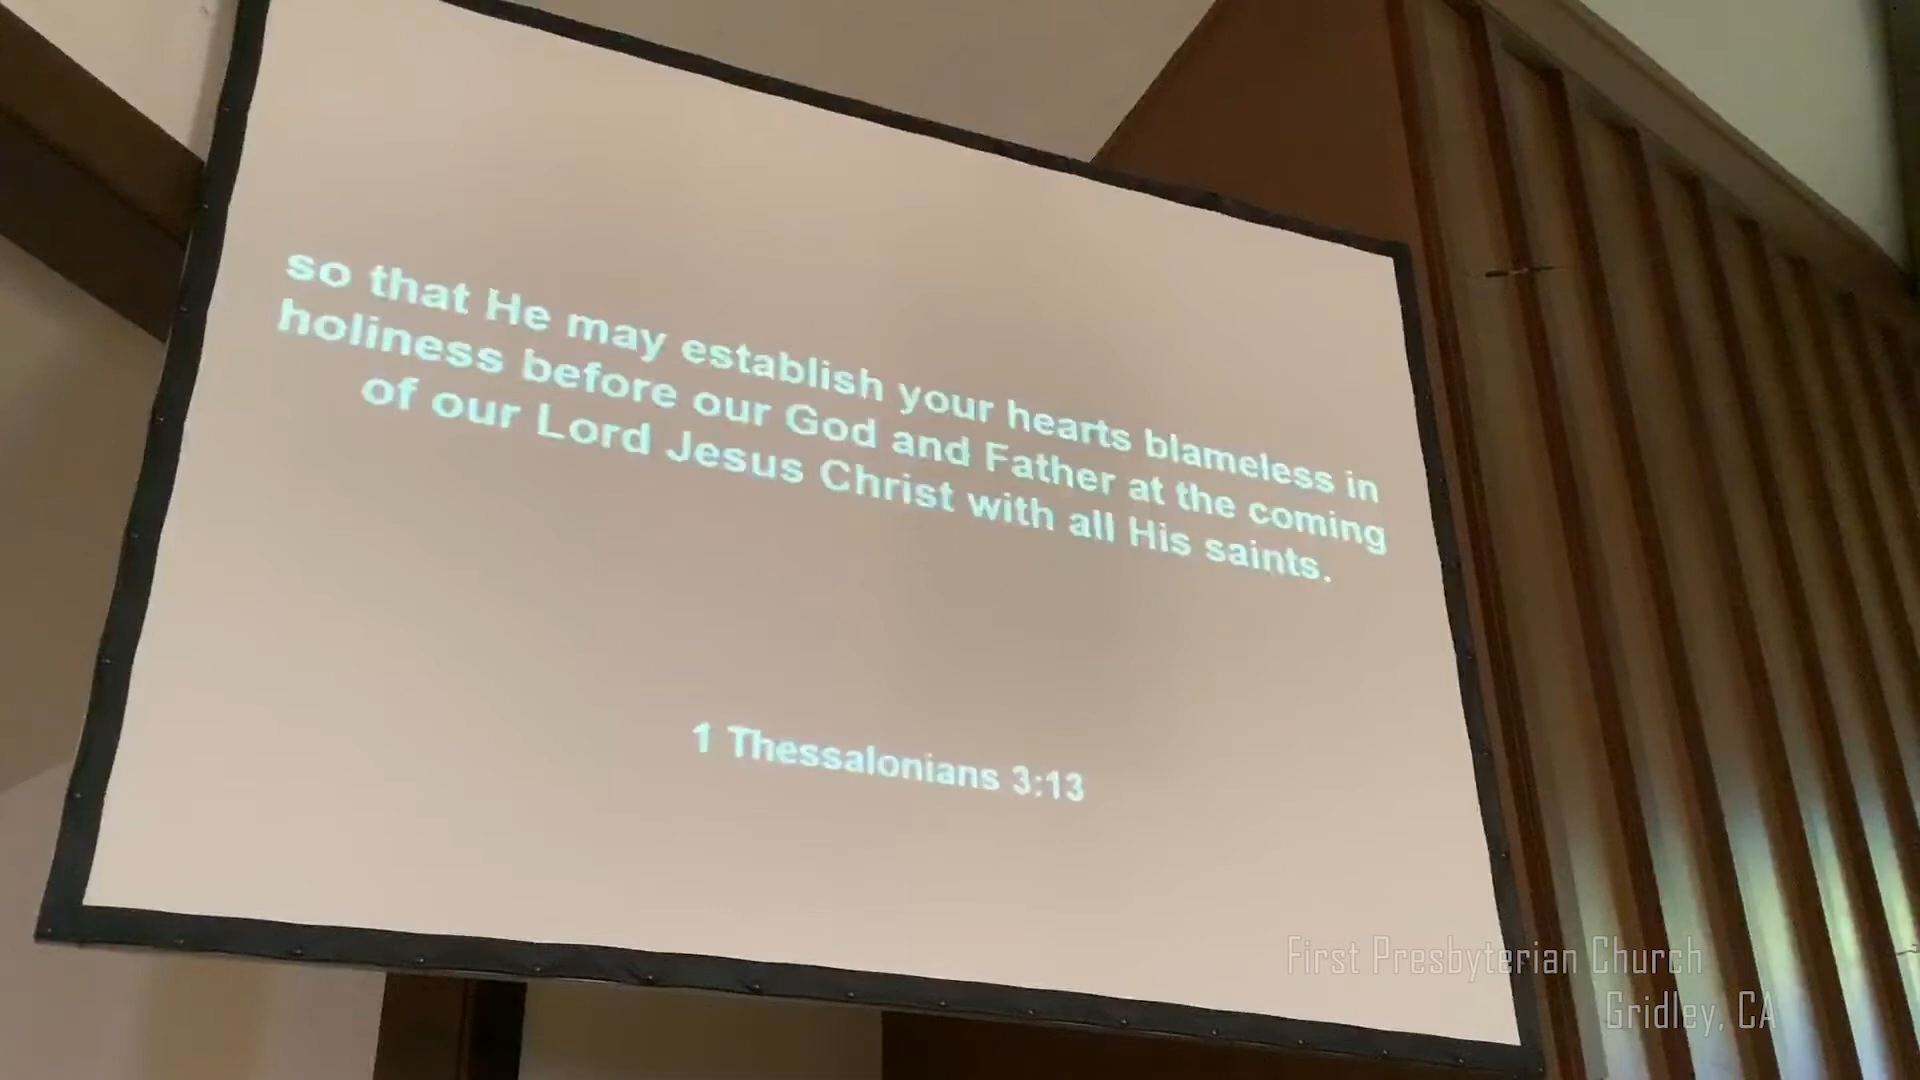 so that He may establish your hearts blameless in
holiness before our God and Father at the coming
of our Lord Jesus Christ with all His saints.
1 Thessalonians 3:13
First Presbyterian Church
Gridley, CA